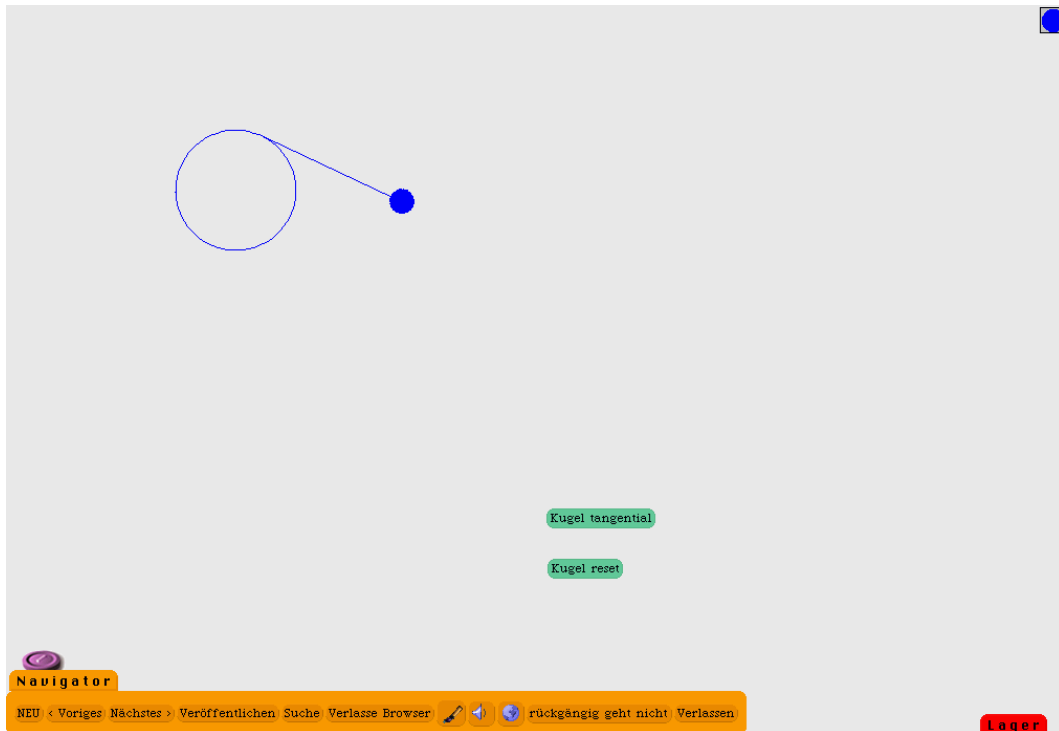 Kugel tangential
Kugel reset
Navigator
NEU < Voriges Nächstes > Veröffentlichen Suche Verlasse Browser rückgängig geht nicht Verlassen
Lager